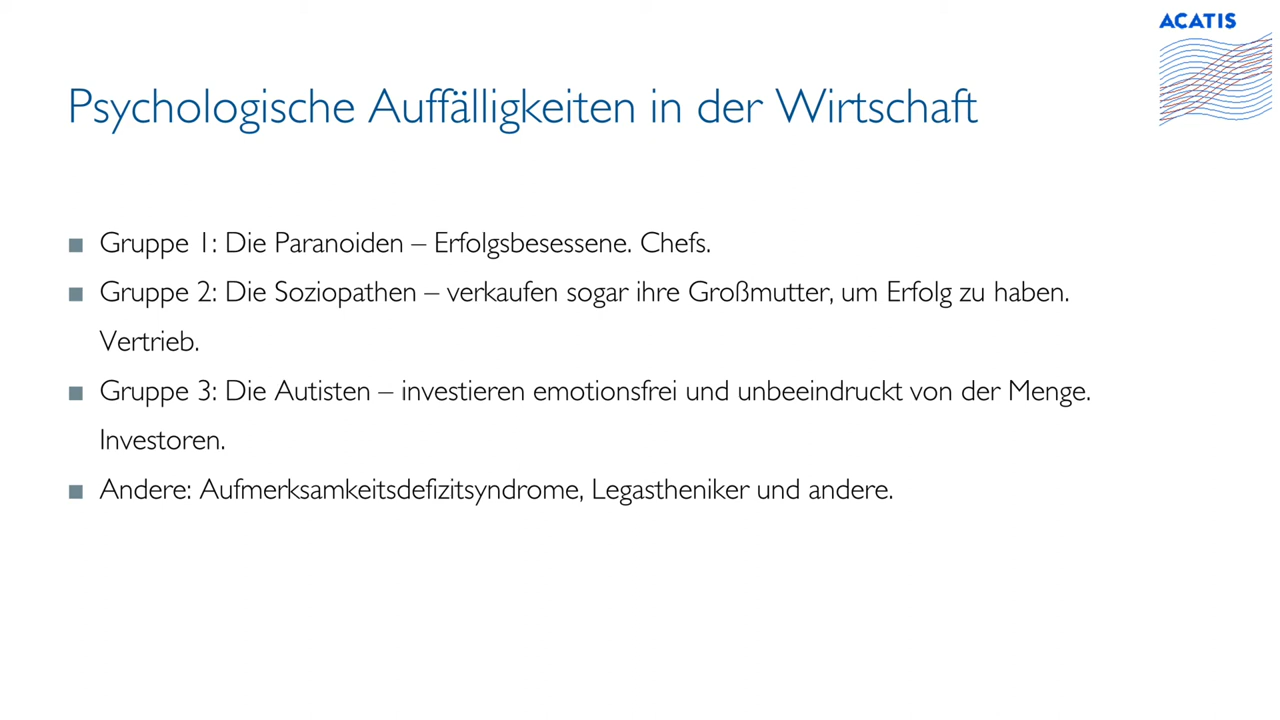 ACATIS
Psychologische Auffälligkeiten in der Wirtschaft
■ Gruppe 1: Die Paranoiden – Erfolgsbesessene. Chefs.
■ Gruppe 2: Die Soziopathen – verkaufen sogar ihre Großmutter, um Erfolg zu haben.
Vertrieb.
■ Gruppe 3: Die Autisten – investieren emotionsfrei und unbeeindruckt von der Menge.
Investoren.
■ Andere: Aufmerksamkeitsdefizitsyndrome, Legastheniker und andere.